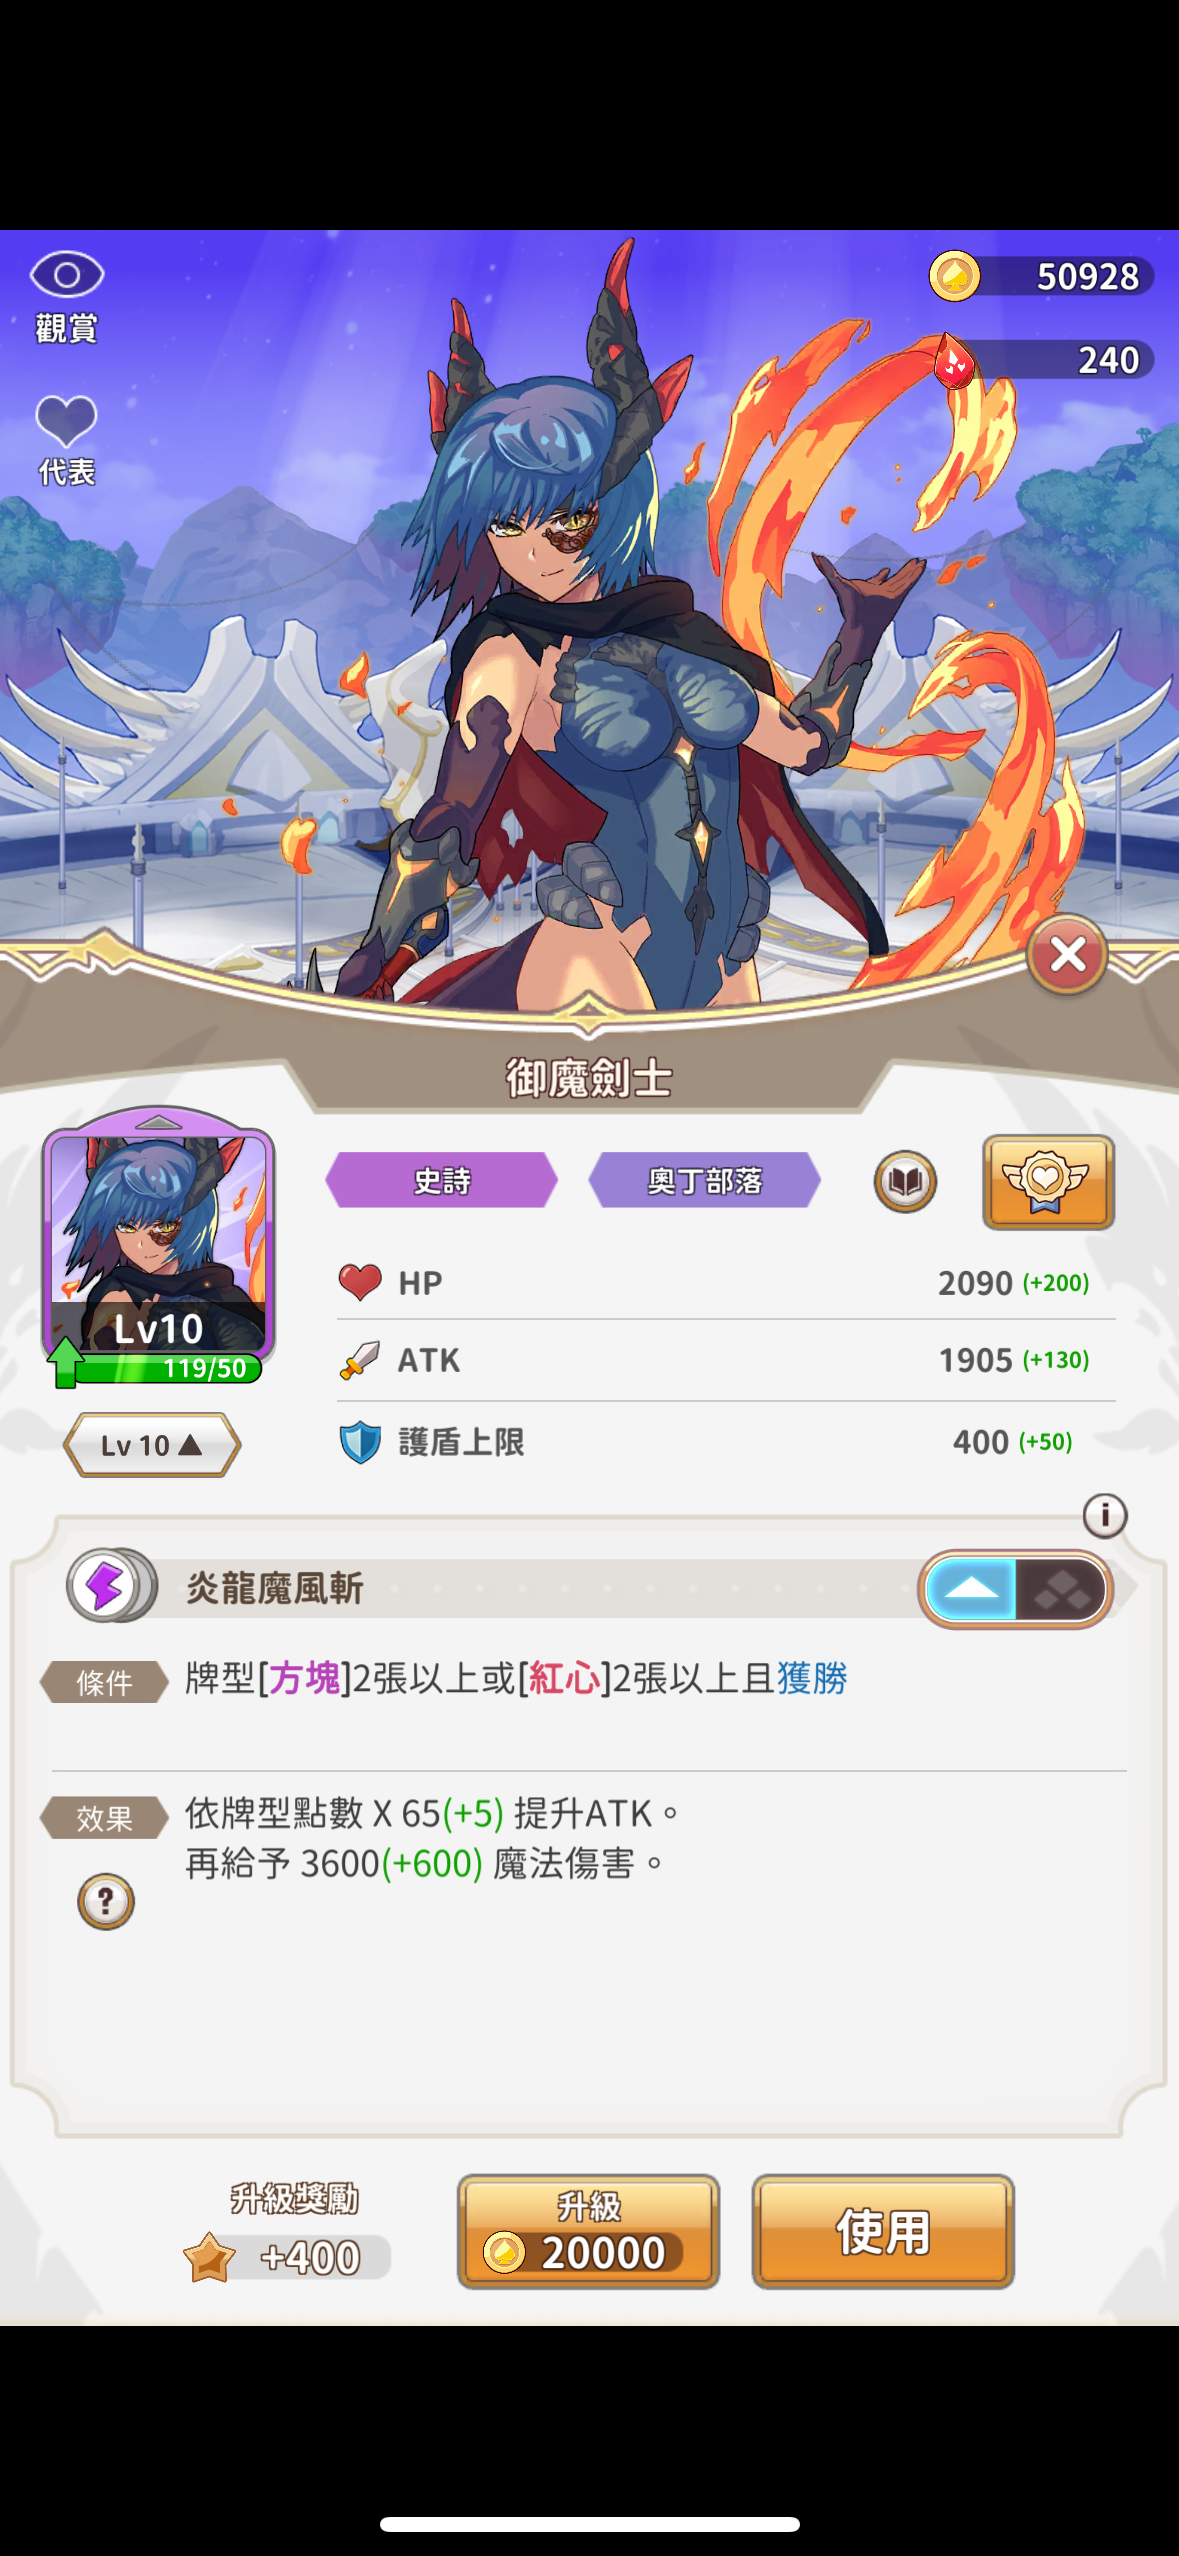 觀賞
50928
240
代表
御魔劍士
史詩
奧丁部落
Lv10
119/50
Lv 10 ▲
HP
2090 (+200)
ATK
1905 (+130)
護盾上限
400 (+50)
i
炎龍魔風斬
條件
牌型[方塊]2張以上或[紅心]2張以上且獲勝
效果
依牌型點數 X 65(+5) 提升ATK。
再給予 3600(+600) 魔法傷害。
?
升級獎勵
+400
升級
20000
使用